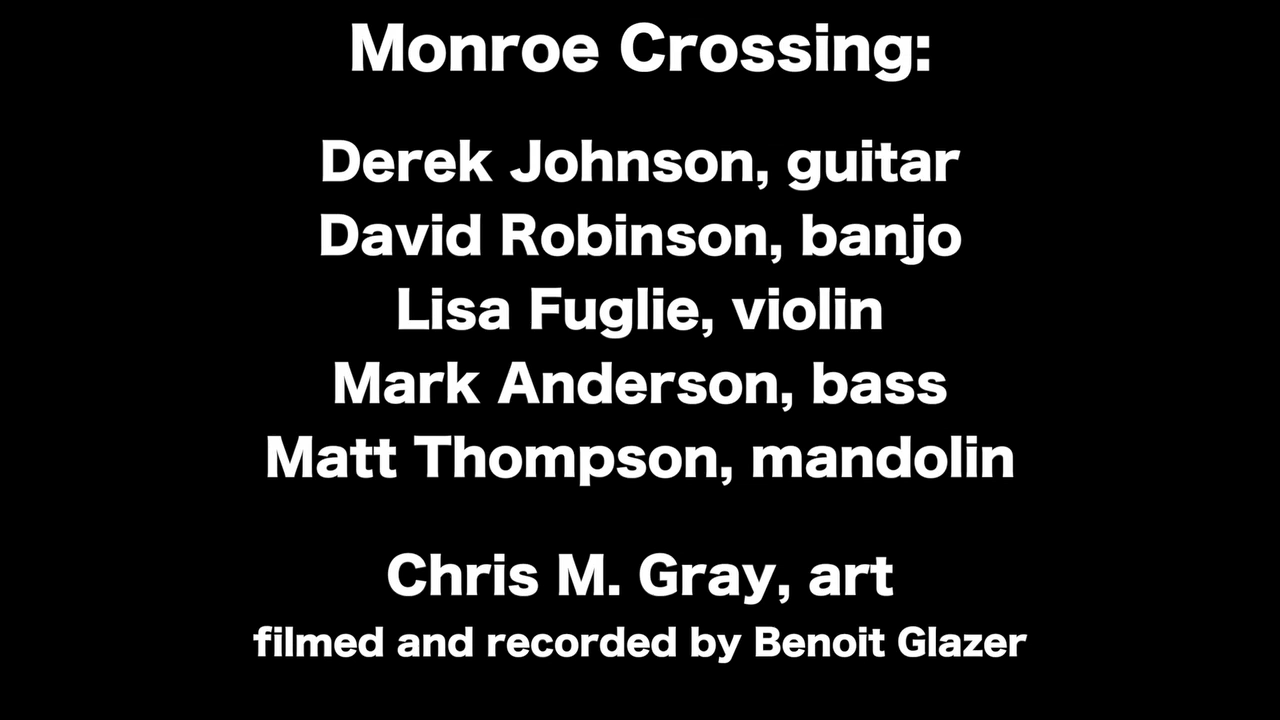 Monroe Crossing:
Derek Johnson, guitar
David Robinson, banjo
Lisa Fuglie, violin
Mark Anderson, bass
Matt Thompson, mandolin
Chris M. Gray, art
filmed and recorded by Benoit Glazer